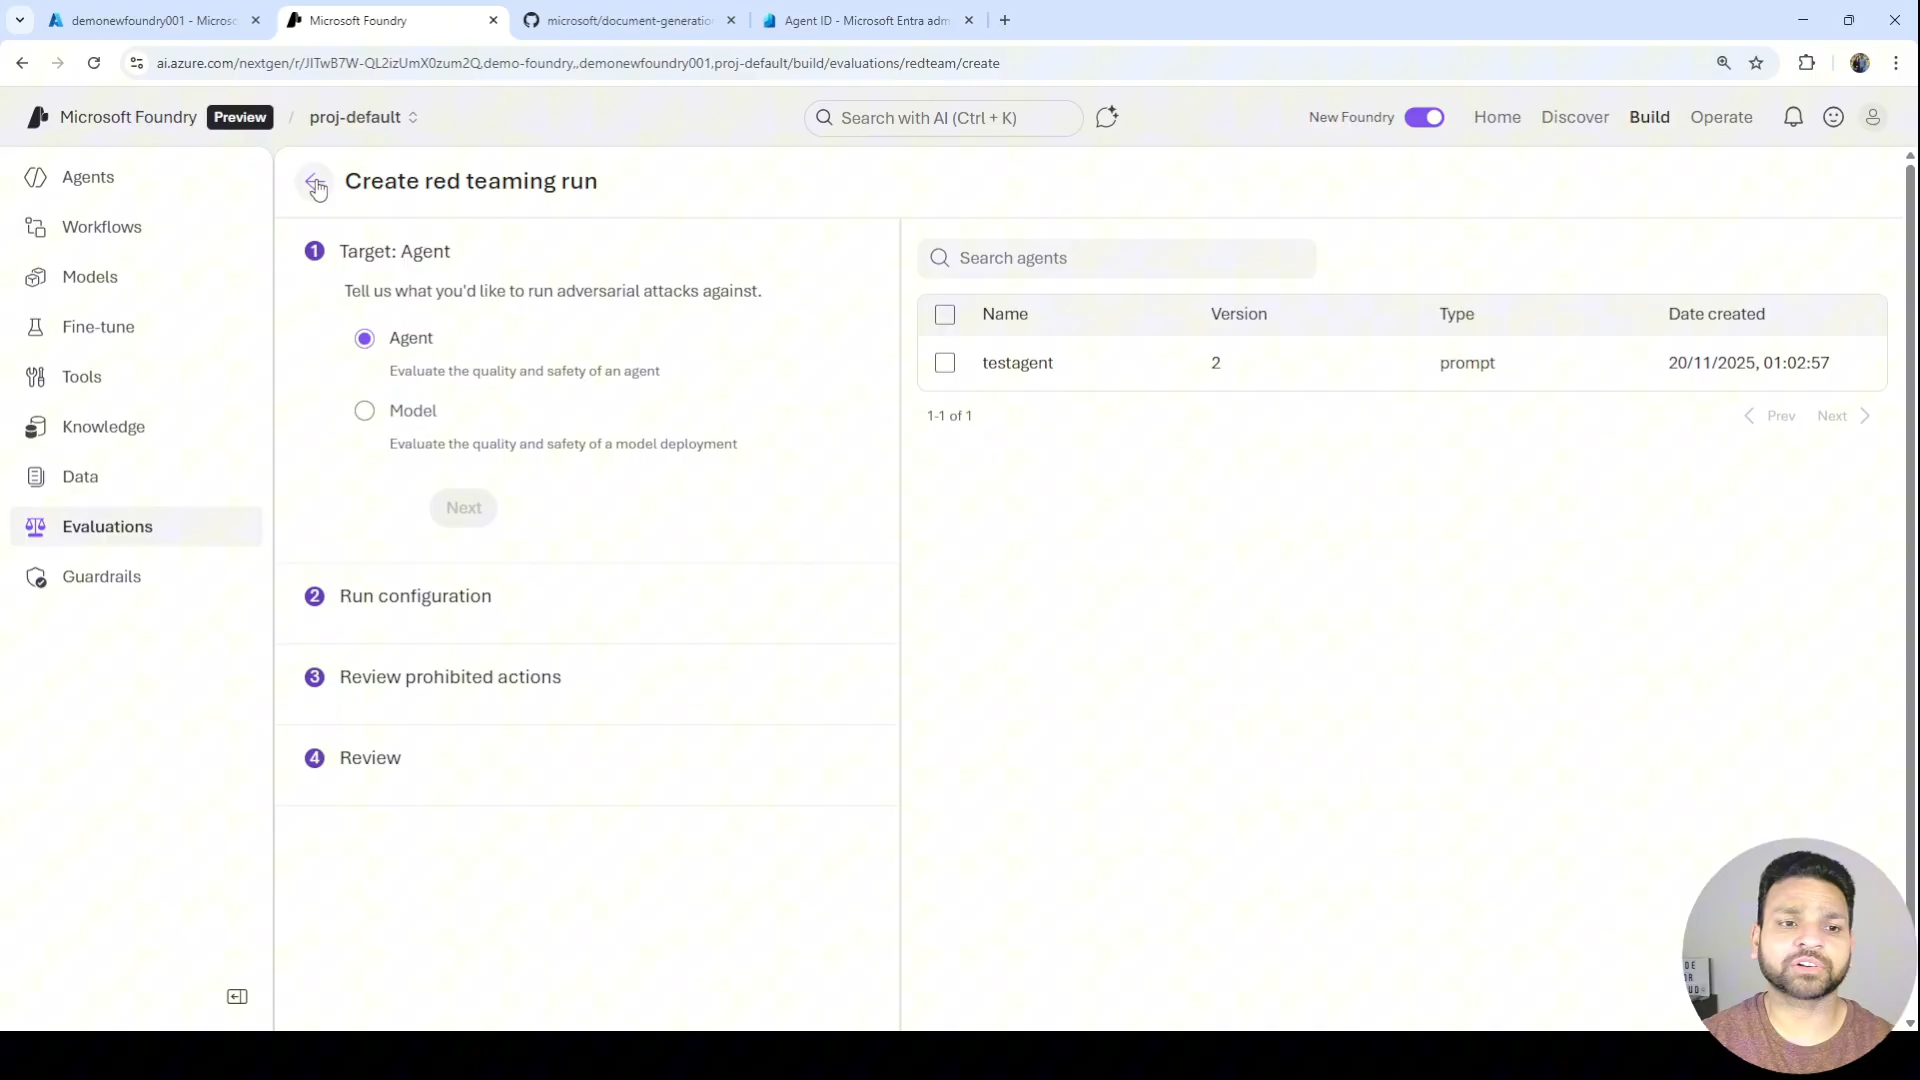 demonewfoundry001 - Microso
Microsoft Foundry
microsoft/document-generatio
Agent ID - Microsoft Entra adm
ai.azure.com/nextgen/r/JITwB7W-QL2izUmX0zum2Q,demo-foundry,,demonewfoundry001,proj-default/build/evaluations/redteam/create
Microsoft Foundry Preview / proj-default
Search with AI (Ctrl + K)
New Foundry
Home Discover Build Operate
Agents
Workflows
Models
Fine-tune
Tools
Knowledge
Data
Evaluations
Guardrails
Create red teaming run
1 Target: Agent
Tell us what you'd like to run adversarial attacks against.
Agent
Evaluate the quality and safety of an agent
Model
Evaluate the quality and safety of a model deployment
Next
2 Run configuration
3 Review prohibited actions
4 Review
Search agents
Name Version Type Date created
testagent 2 prompt 20/11/2025, 01:02:57
1-1 of 1
Prev Next